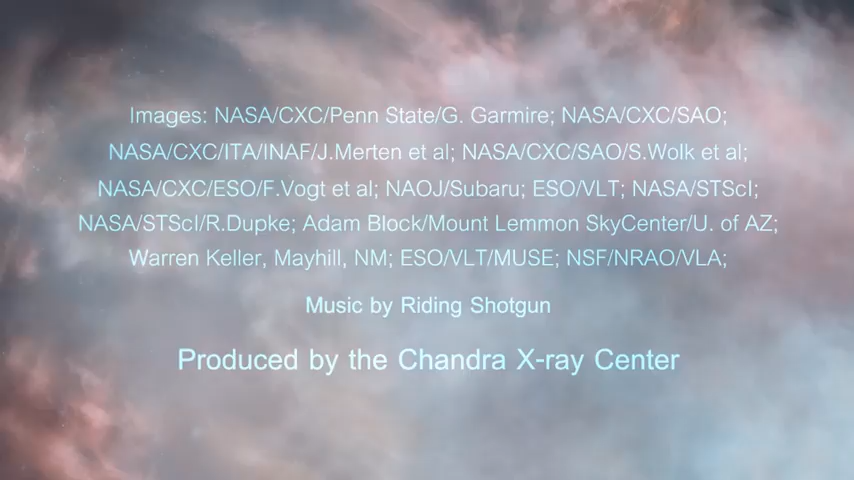 Images: NASA/CXC/Penn State/G. Garmire; NASA/CXC/SAO;
NASA/CXC/ITA/INAF/J.Merten et al; NASA/CXC/SAO/S.Wolk et al;
NASA/CXC/ESO/F.Vogt et al; NAOJ/Subaru; ESO/VLT; NASA/STScI;
NASA/STScI/R.Dupke; Adam Block/Mount Lemmon SkyCenter/U. of AZ;
Warren Keller, Mayhill, NM; ESO/VLT/MUSE; NSF/NRAO/VLA;
Music by Riding Shotgun
Produced by the Chandra X-ray Center